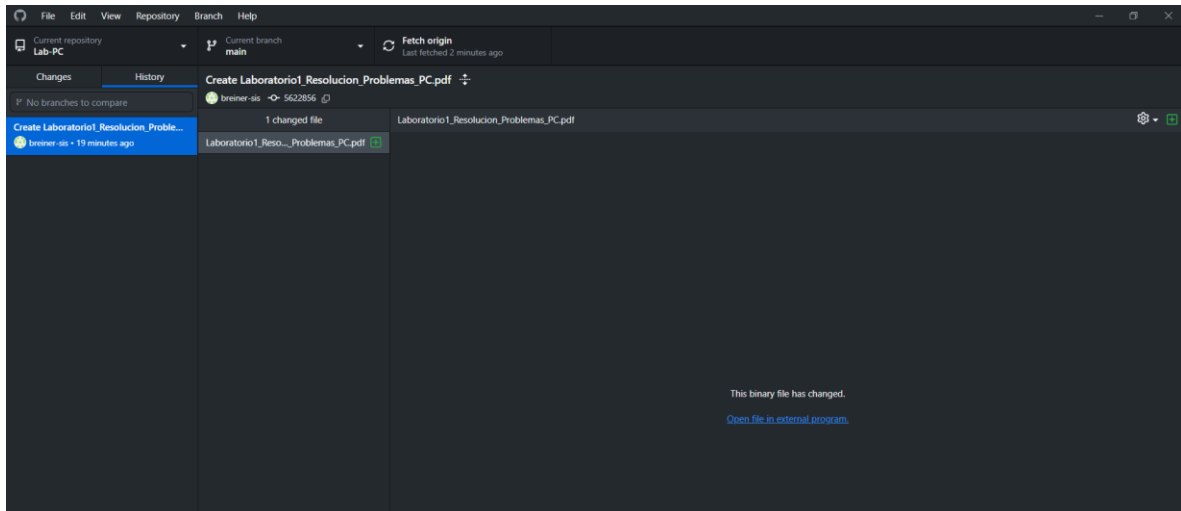 File Edit View Repository Branch Help
Current repository
Lab-PC
Current branch
main
Fetch origin
Last fetched 2 minutes ago
Changes History
No branches to compare
Create Laboratorio1_Resolucion_Proble...
breiner-sis • 19 minutes ago
Create Laboratorio1_Resolucion_Problemas_PC.pdf
breiner-sis 5622856
1 changed file
Laboratorio1_Reso..._Problemas_PC.pdf
Laboratorio1_Resolucion_Problemas_PC.pdf
This binary file has changed.
Open file in external program.